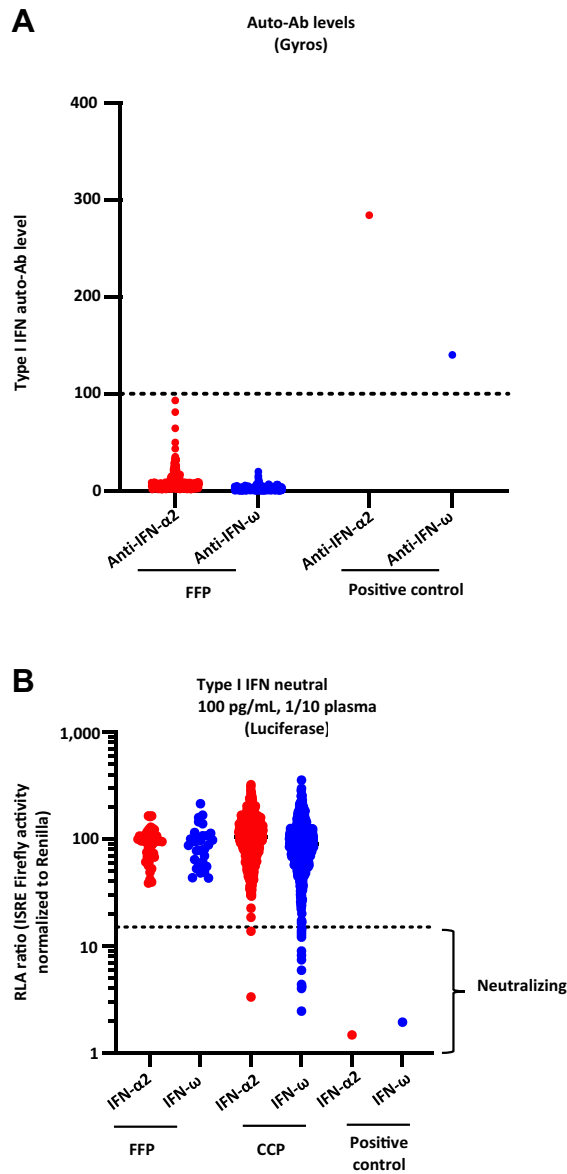 A
Auto-Ab levels
(Gyros)
Type I IFN auto-Ab level
400
300
200
100
0
Anti-IFN-α2
Anti-IFN-ω
Anti-IFN-α2
Anti-IFN-ω
FFP
Positive control
B
Type I IFN neutral
100 pg/mL, 1/10 plasma
(Luciferase)
RLA ratio (ISRE Firefly activity
normalized to Renilla)
1,000
100
10
1
Neutralizing
IFN-α2
IFN-ω
IFN-α2
IFN-ω
IFN-α2
IFN-ω
FFP
CCP
Positive
control